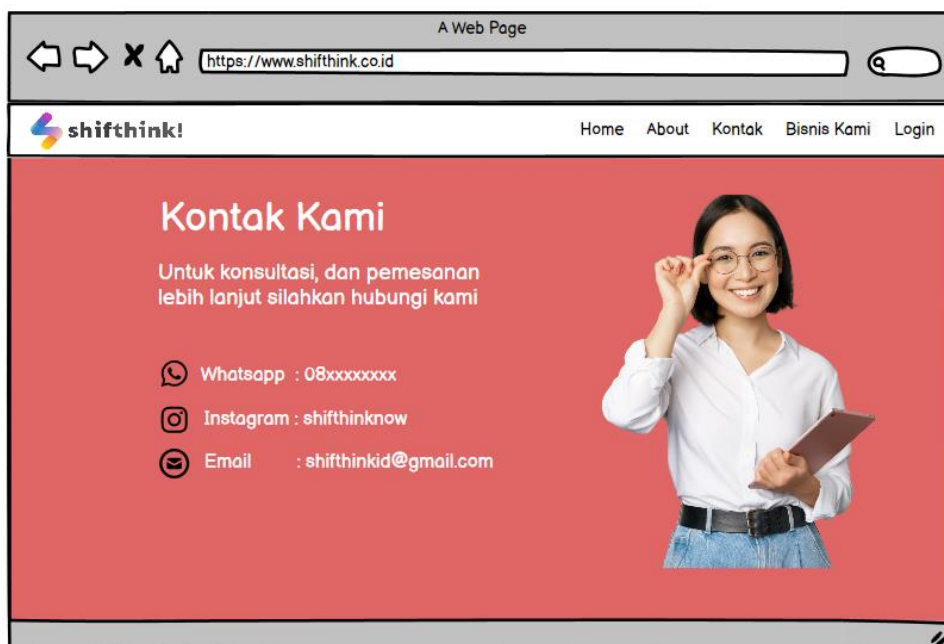 A Web Page
https://www.shifthink.co.id
shifthink!
Home About Kontak Bisnis Kami Login
Kontak Kami
Untuk konsultasi, dan pemesanan
lebih lanjut silahkan hubungi kami
Whatsapp : 08xxxxxxxx
Instagram : shifthinknow
Email : shifthinkid@gmail.com